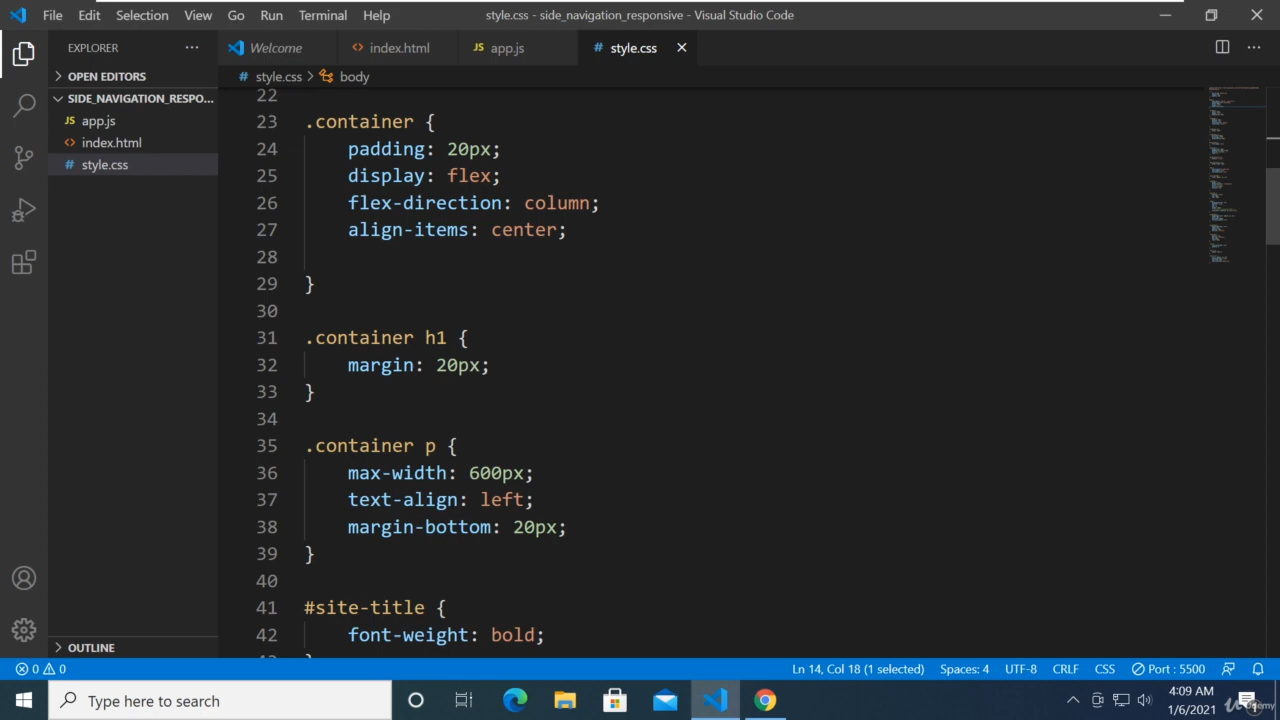 File Edit Selection View Go Run Terminal Help
style.css - side_navigation_responsive - Visual Studio Code
EXPLORER
Welcome
index.html
JS app.js
# style.css
OPEN EDITORS
# style.css > body
SIDE_NAVIGATION_RESPO...
JS app.js
index.html
# style.css
22
23 .container {
24 padding: 20px;
25 display: flex;
26 flex-direction: column;
27 align-items: center;
28
29 }
30
31 .container h1 {
32 margin: 20px;
33 }
34
35 .container p {
36 max-width: 600px;
37 text-align: left;
38 margin-bottom: 20px;
39 }
40
41 #site-title {
42 font-weight: bold;
OUTLINE
0 0
Ln 14, Col 18 (1 selected) Spaces: 4 UTF-8 CRLF CSS Port : 5500
Type here to search
4:09 AM
1/6/2021
Udemy